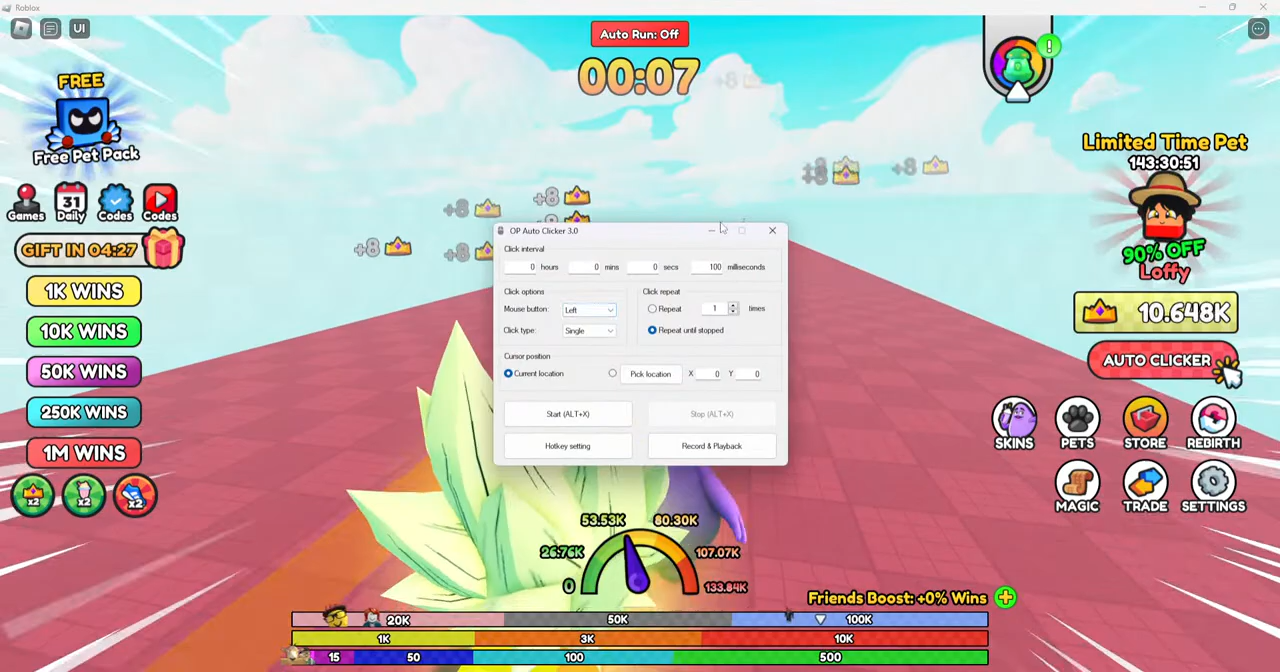 Roblox
UI
Auto Run: Off
00:07
FREE
Free Pet Pack
Games
31
Daily
Codes
Codes
GIFT IN 04:27
1K WINS
10K WINS
50K WINS
250K WINS
1M WINS
x2
x2
x2
+8
+8
+8
+8
+8
+8
+8
OP Auto Clicker 3.0
Click interval
0 hours 0 mins 0 secs 100 milliseconds
Click options
Mouse button: Left
Click type: Single
Click repeat
Repeat 1 times
Repeat until stopped
Cursor position
Current location Pick location X 0 Y 0
Start (ALT+X) Stop (ALT+X)
Hotkey setting Record & Playback
!
Limited Time Pet
143:30:51
90% OFF
Loffy
10.648K
AUTO CLICKER
SKINS PETS STORE REBIRTH
MAGIC TRADE SETTINGS
53.53K 80.30K
26.76K 107.07K
0 133.84K
Friends Boost: +0% Wins
20K 50K 100K
1K 3K 10K
15 50 100 500